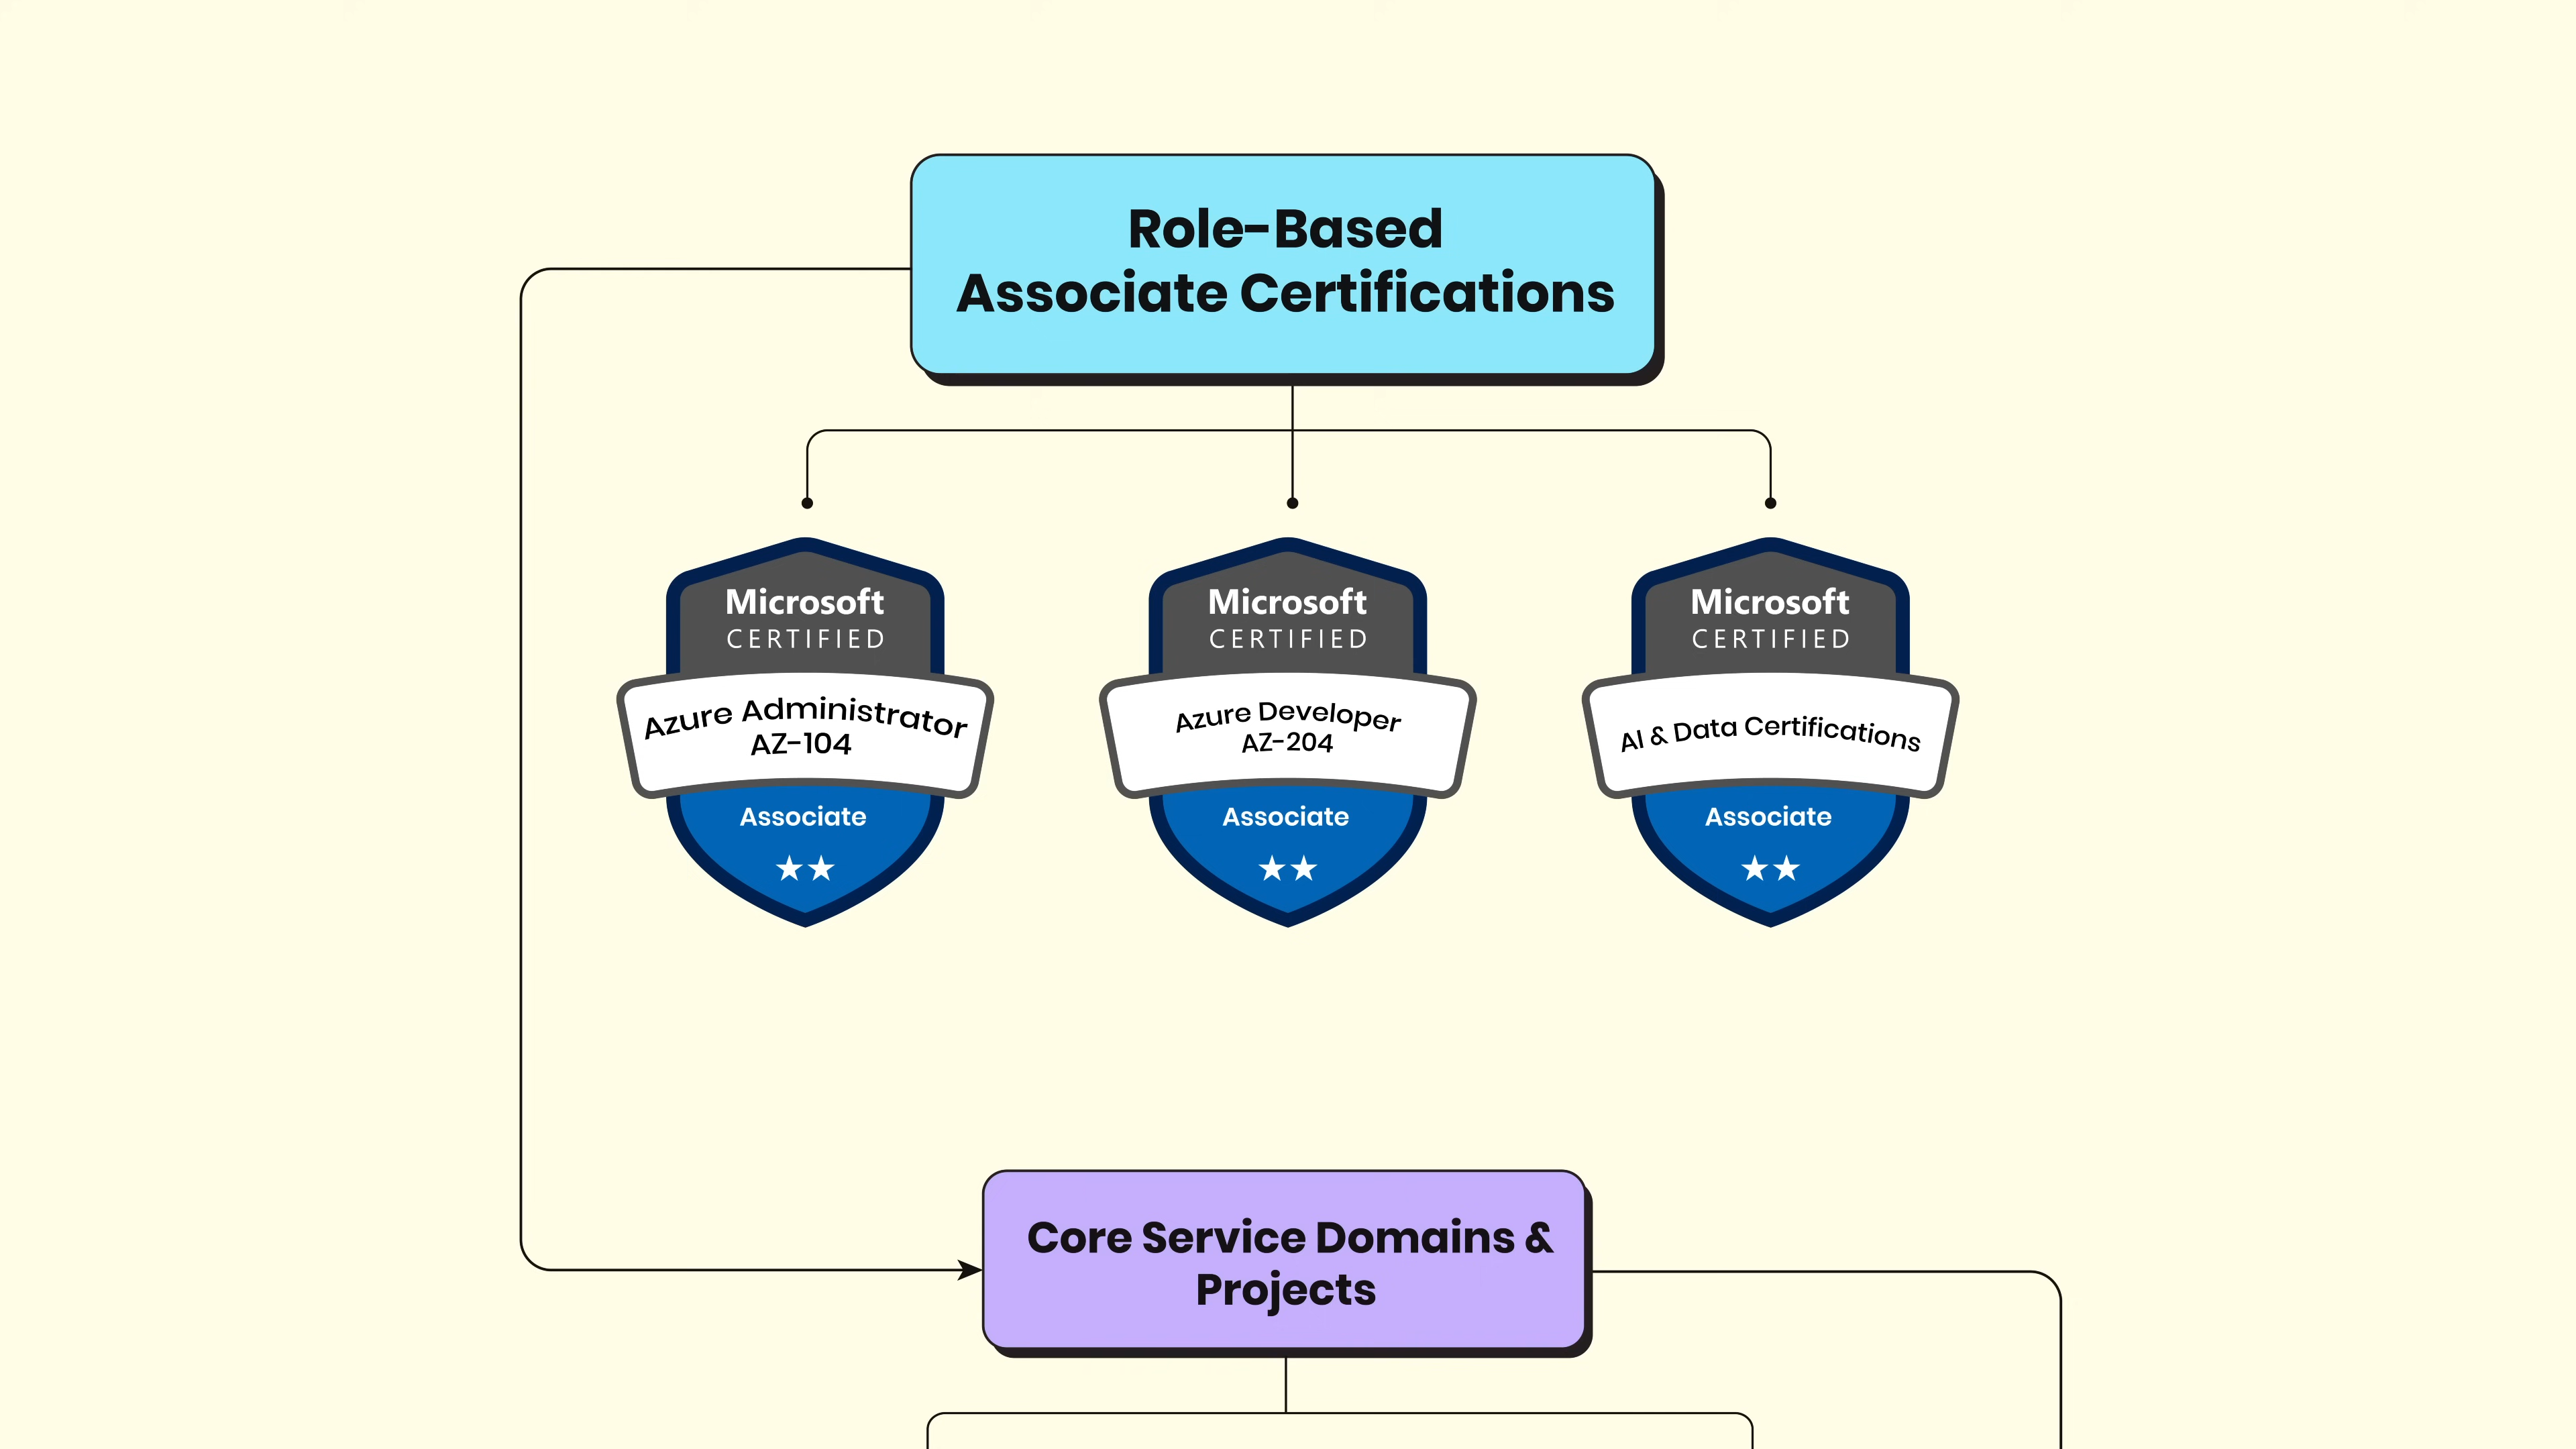 Role-Based
Associate Certifications
Microsoft
CERTIFIED
Azure Administrator
AZ-104
Associate
Microsoft
CERTIFIED
Azure Developer
AZ-204
Associate
Microsoft
CERTIFIED
AI & Data Certifications
Associate
Core Service Domains &
Projects